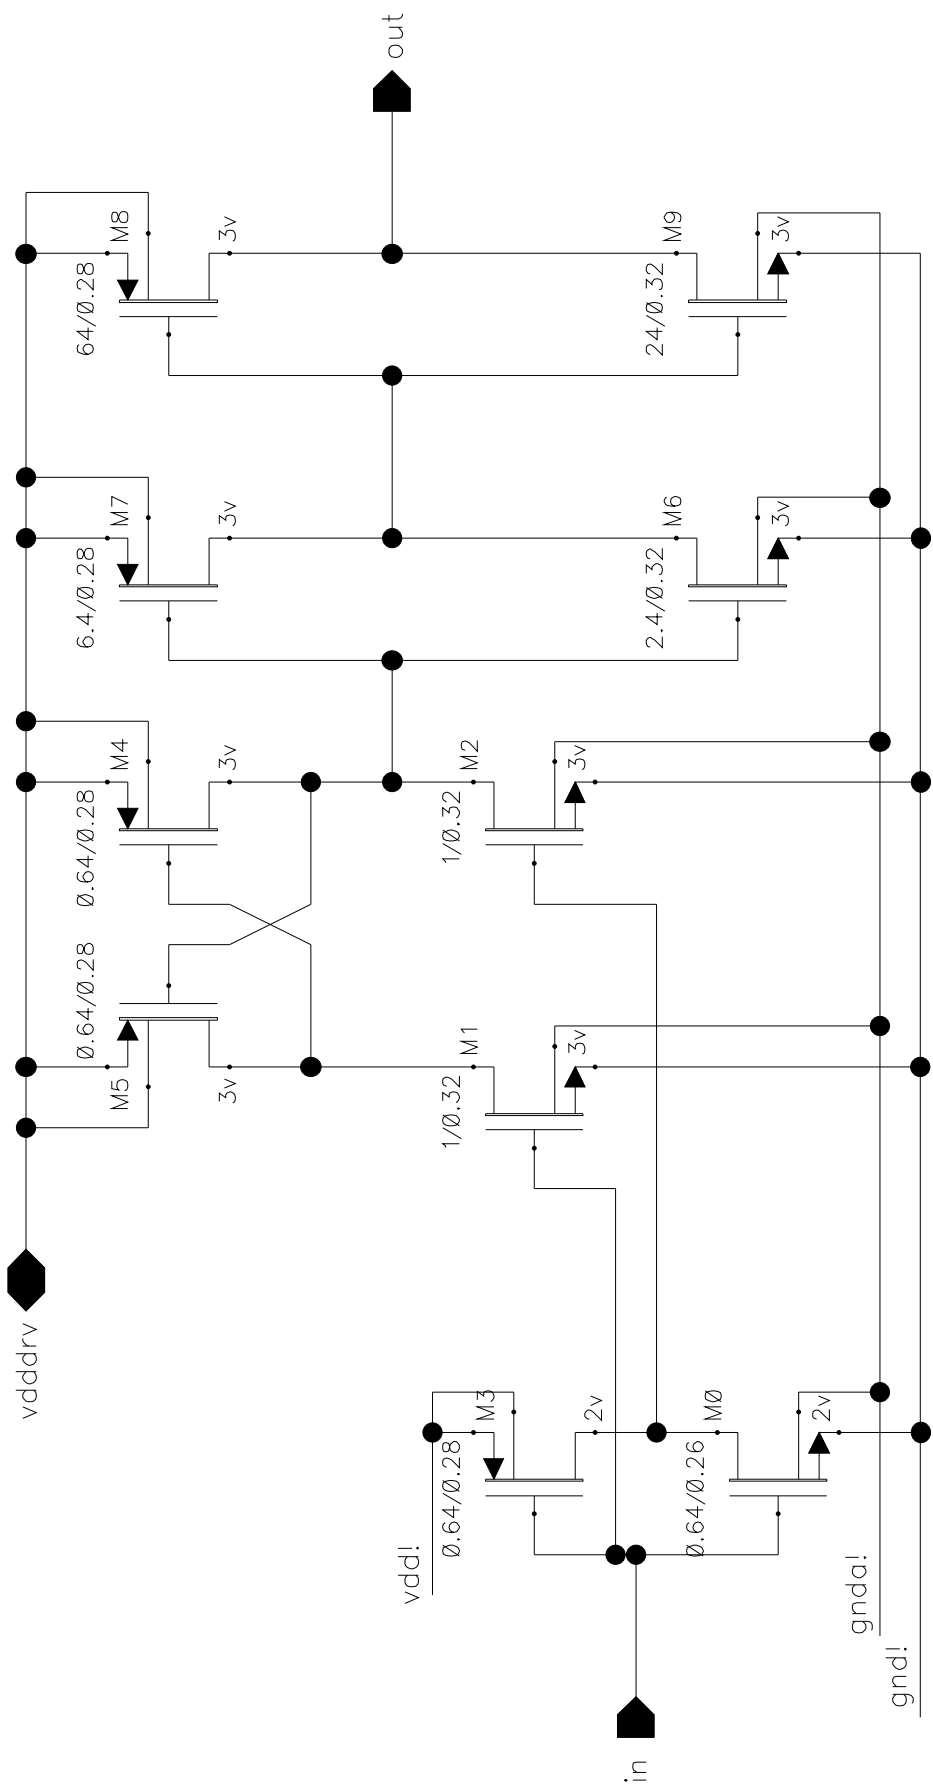 out
M8
3v
64/0.28
M9
3v
24/0.32
M7
3v
6.4/0.28
M6
3v
2.4/0.32
M4
3v
0.64/0.28
M2
3v
1/0.32
0.64/0.28
M5
3v
M1
3v
1/0.32
vdddrv
M3
2v
0.64/0.28
M0
2v
0.64/0.26
vdd!
gnda!
gnd!
in